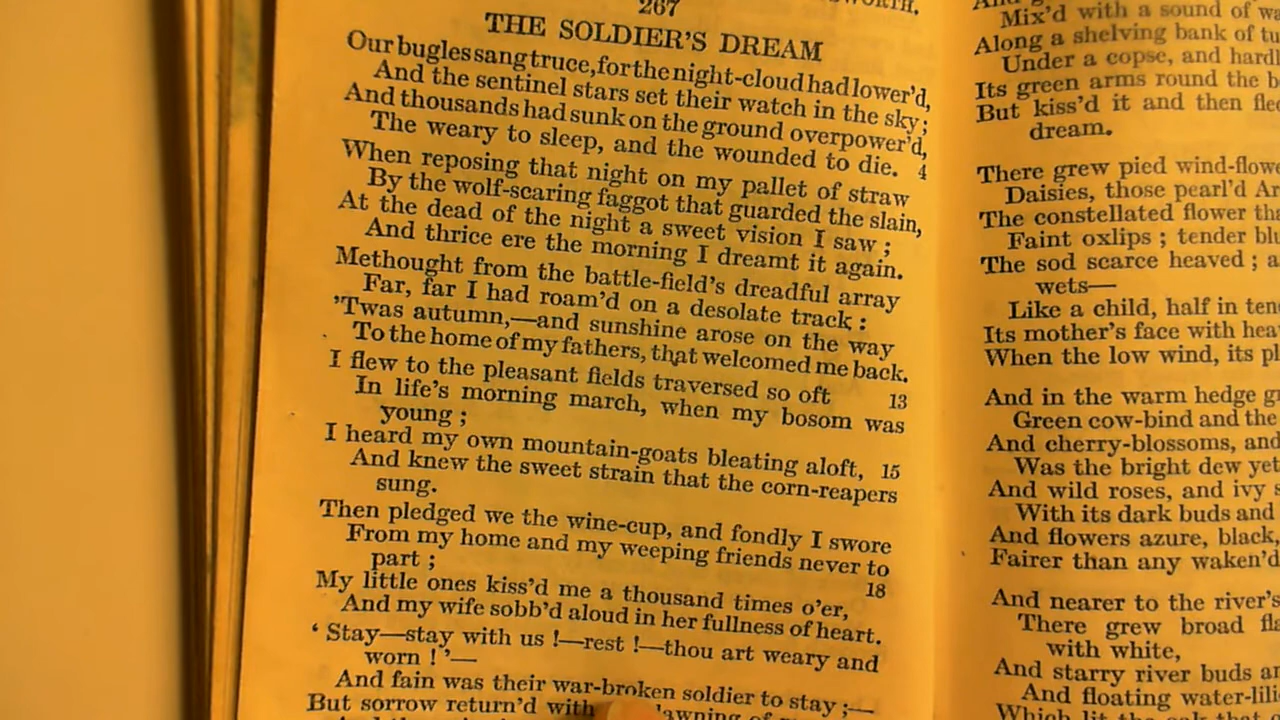 267
THE SOLDIER'S DREAM
Our bugles sang truce, for the night-cloud had lower'd,
And the sentinel stars set their watch in the sky;
And thousands had sunk on the ground overpower'd,
The weary to sleep, and the wounded to die. 4
When reposing that night on my pallet of straw
By the wolf-scaring faggot that guarded the slain,
At the dead of the night a sweet vision I saw;
And thrice ere the morning I dreamt it again.
Methought from the battle-field's dreadful array
Far, far I had roam'd on a desolate track:
'Twas autumn,—and sunshine arose on the way
To the home of my fathers, that welcomed me back.
I flew to the pleasant fields traversed so oft 13
In life's morning march, when my bosom was
young;
I heard my own mountain-goats bleating aloft, 15
And knew the sweet strain that the corn-reapers
sung.
Then pledged we the wine-cup, and fondly I swore
From my home and my weeping friends never to
part; 18
My little ones kiss'd me a thousand times o'er,
And my wife sobb'd aloud in her fullness of heart.
'Stay—stay with us!—rest!—thou art weary and
worn!'—
And fain was their war-broken soldier to stay;—
But sorrow return'd with dawning of
Mix'd with a sound of
Along a shelving bank of
Under a copse, and
Its green arms round the
But kiss'd it and then
dream.
There grew pied
Daisies, those pearl'd
The constellated flower
Faint oxlips; tender
The sod scarce heaved;
wets—
Like a child, half in
Its mother's face with
When the low wind, its
And in the warm hedge
Green cow-bind and the
And cherry-blossoms, and
Was the bright dew yet
And wild roses, and ivy
With its dark buds and
And flowers azure, black,
Fairer than any waken'd
And nearer to the river's
There grew broad
with white,
And starry river buds
And floating
Which lit the